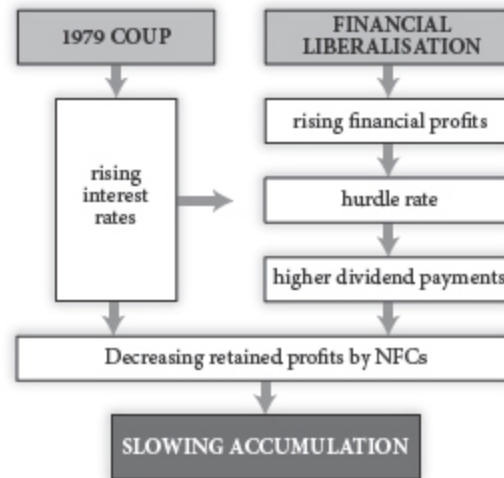 1979 COUP
FINANCIAL
LIBERALISATION
rising financial profits
rising
interest
rates
hurdle rate
higher dividend payments
Decreasing retained profits by NFCs
SLOWING ACCUMULATION